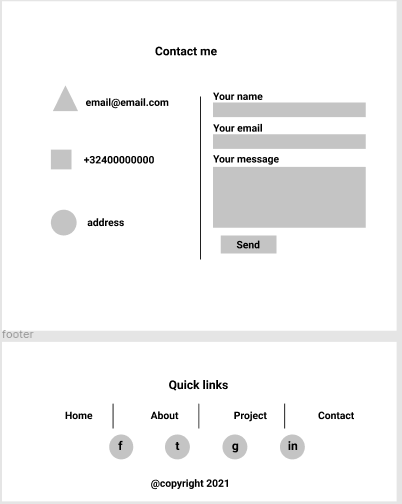 Contact me
email@email.com
+32400000000
address
Your name
Your email
Your message
Send
footer
Quick links
Home
About
Project
Contact
f
t
g
in
@copyright 2021